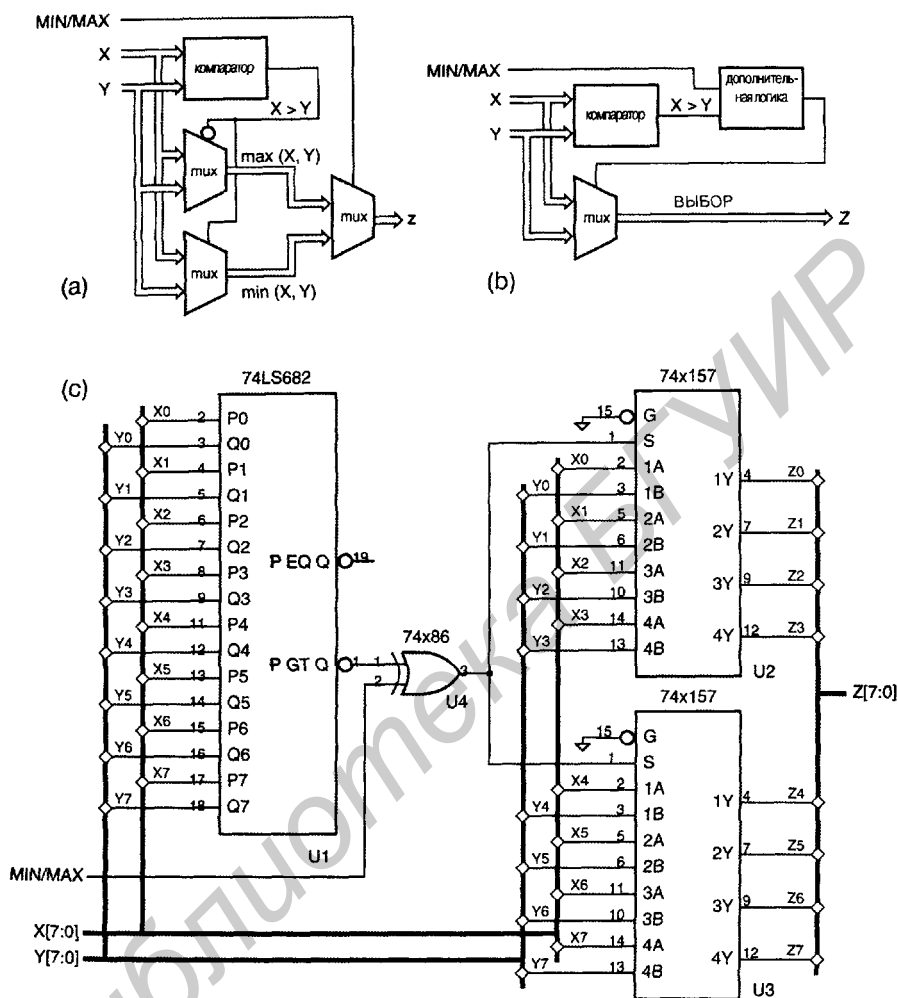 MIN/MAX
X
Y
компаратор
X > Y
mux
max (X, Y)
mux
min (X, Y)
mux
Z
(a)
MIN/MAX
X
Y
компаратор
X > Y
дополнитель-
ная логика
mux
ВЫБОР
Z
(b)
(c)
74LS682
X0 2 P0
Y0 3 Q0
X1 4 P1
Y1 5 Q1
X2 6 P2
Y2 7 Q2
X3 8 P3
Y3 9 Q3
X4 11 P4
Y4 12 Q4
X5 13 P5
Y5 14 Q5
X6 15 P6
Y6 16 Q6
X7 17 P7
Y7 18 Q7
P EQ Q 19
P GT Q 1
U1
74x86
1
2
3
U4
74x157
15 G
1 S
X0 2 1A
Y0 3 1B
X1 5 2A
Y1 6 2B
X2 11 3A
Y2 10 3B
X3 14 4A
Y3 13 4B
1Y 4 Z0
2Y 7 Z1
3Y 9 Z2
4Y 12 Z3
U2
74x157
15 G
1 S
X4 2 1A
Y4 3 1B
X5 5 2A
Y5 6 2B
X6 11 3A
Y6 10 3B
X7 14 4A
Y7 13 4B
1Y 4 Z4
2Y 7 Z5
3Y 9 Z6
4Y 12 Z7
U3
Z[7:0]
MIN/MAX
X[7:0]
Y[7:0]
блиотека БГУИР